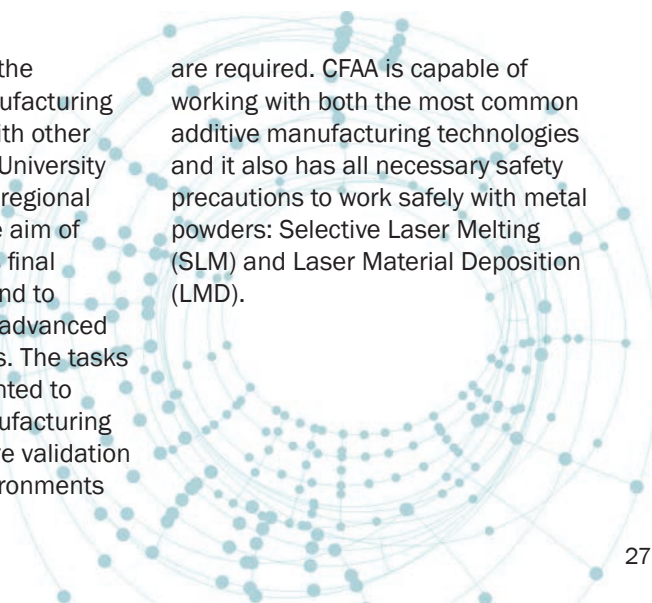 the
ufacturing
ith other
University
regional
e aim of
final
nd to
advanced
s. The tasks
nted to
ufacturing
re validation
ronments
are required. CFAA is capable of
working with both the most common
additive manufacturing technologies
and it also has all necessary safety
precautions to work safely with metal
powders: Selective Laser Melting
(SLM) and Laser Material Deposition
(LMD).
27